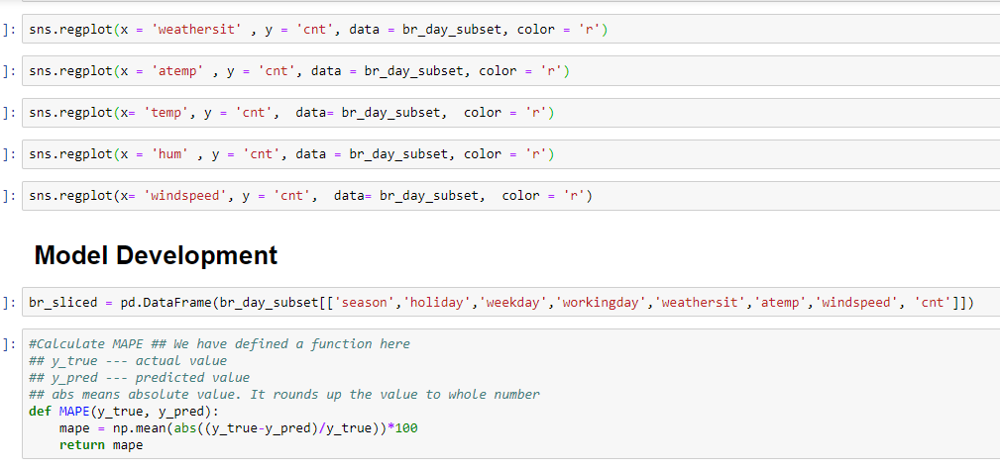 ]: sns.regplot(x = 'weathersit' , y = 'cnt', data = br_day_subset, color = 'r')
]: sns.regplot(x = 'atemp' , y = 'cnt', data = br_day_subset, color = 'r')
]: sns.regplot(x= 'temp', y = 'cnt',  data= br_day_subset,  color = 'r')
]: sns.regplot(x = 'hum' , y = 'cnt', data = br_day_subset, color = 'r')
]: sns.regplot(x= 'windspeed', y = 'cnt',  data= br_day_subset,  color = 'r')
Model Development
]: br_sliced = pd.DataFrame(br_day_subset[['season','holiday','weekday','workingday','weathersit','atemp','windspeed', 'cnt']])
]: #Calculate MAPE ## We have defined a function here
## y_true --- actual value
## y_pred --- predicted value
## abs means absolute value. It rounds up the value to whole number
def MAPE(y_true, y_pred):
    mape = np.mean(abs((y_true-y_pred)/y_true))*100
    return mape